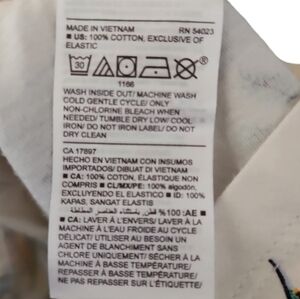 MADE IN VIETNAM RN 54023
■ US: 100% COTTON, EXCLUSIVE OF
ELASTIC
30
®
1166
WASH INSIDE OUT/ MACHINE WASH
COLD GENTLE CYCLE/ ONLY
NON-CHLORINE BLEACH WHEN
NEEDED/ TUMBLE DRY LOW/ COOL
IRON/ DO NOT IRON LABEL/ DO NOT
DRY CLEAN
CA 17897
HECHO EN VIETNAM CON INSUMOS
IMPORTADOS/ DIBUAT DI VIETNAM
■ CA: 100% COTON, ÉLASTIQUE NON
COMPRIS ■ CL/MX/PE: 100% algodón,
EXCLUYENDO EL ELASTICO ■ ID: 100%
KAPAS, SANGAT ELASTIS
■ AE: 100% قطن, باستثناء العناصر المطاطة
■ CA: LAVER À L'ENVERS/ LAVER À LA
MACHINE À L'EAU FROIDE AU CYCLE
DÉLICAT/ UTILISER AU BESOIN UN
AGENT DE BLANCHIMENT SANS
CHLORE UNIQUEMENT/ SÉCHER À LA
MACHINE À BASSE TEMPÉRATURE/
REPASSER À BASSE TEMPÉRATURE/
NE PAS REPASSER SUR L'ÉTIQUETTE/